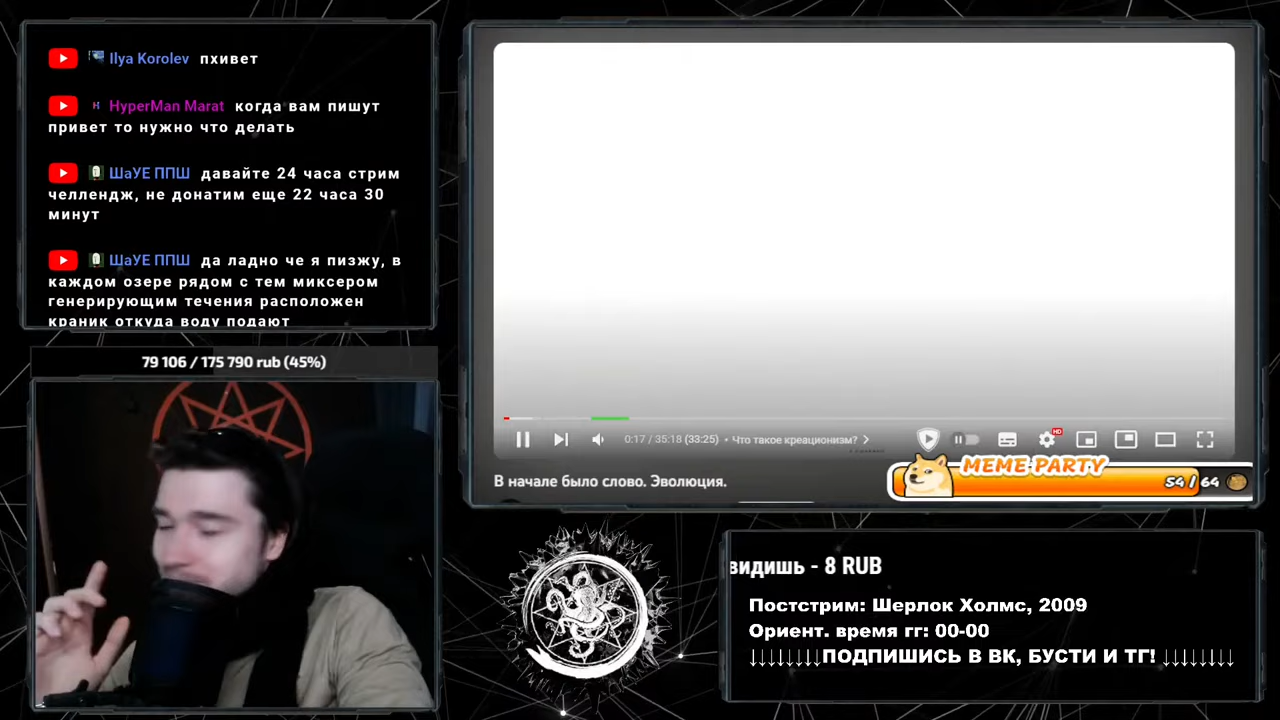 Ilya Korolev пхивет
HyperMan Marat когда вам пишут
привет то нужно что делать
ШаУЕ ППШ давайте 24 часа стрим
челлендж, не донатим еще 22 часа 30
минут
ШаУЕ ППШ да ладно че я пизжу, в
каждом озере рядом с тем миксером
генерирующим течения расположен
краник откуда воду подают
79 106 / 175 790 rub (45%)
0:17 / 35:18 (33:25) • Что такое креационизм?
HD
В начале было слово. Эволюция.
MEME PARTY
54 / 64
видишь - 8 RUB
Постстрим: Шерлок Холмс, 2009
Ориент. время гг: 00-00
↓↓↓↓↓↓↓↓ПОДПИШИСЬ В ВК, БУСТИ И ТГ! ↓↓↓↓↓↓↓↓